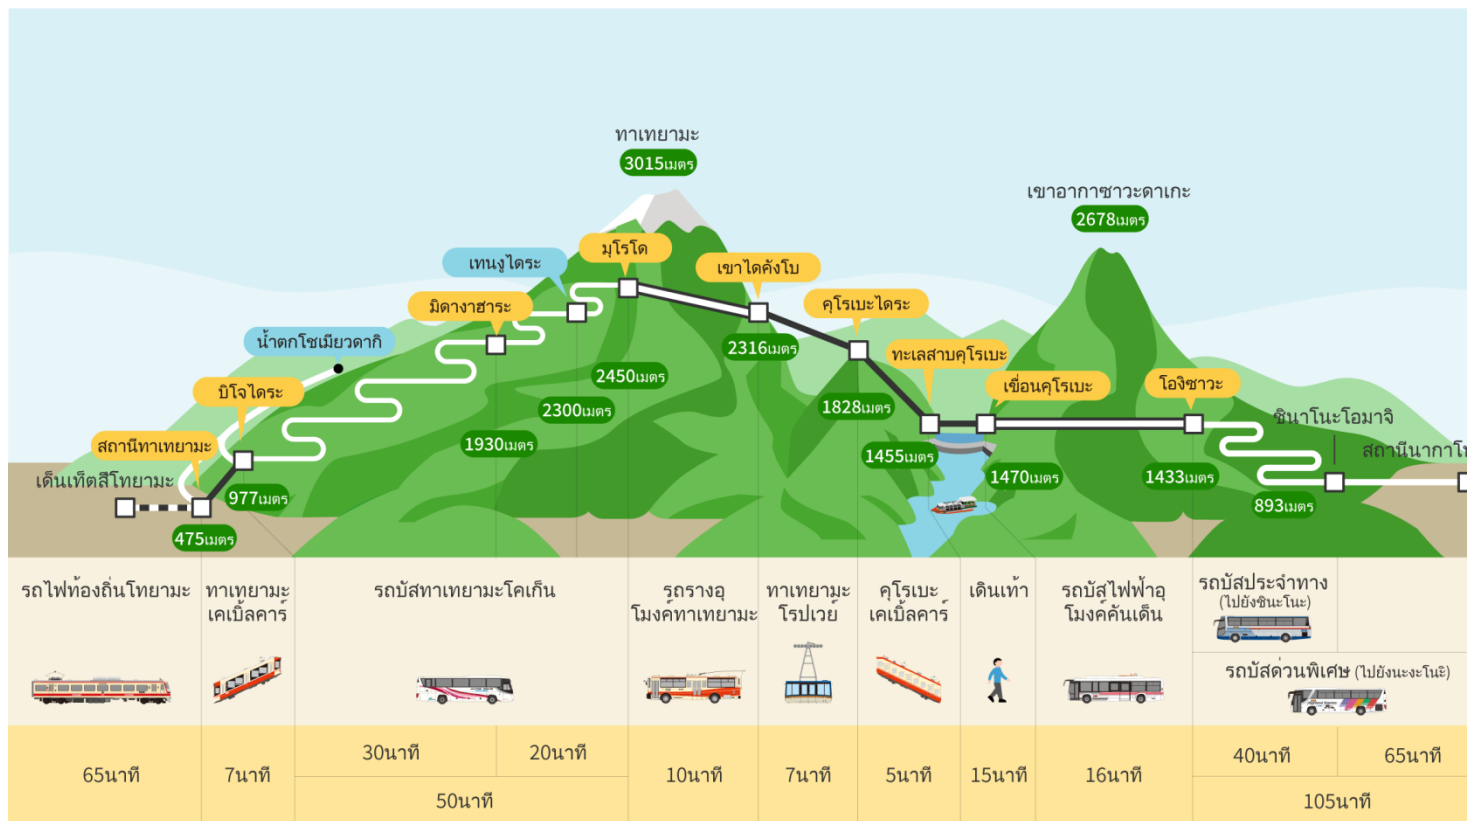 ทาเทยามะ
3015เมตร
เขาอากาซาวะดาเกะ
2678เมตร
มุโรโด
เทนงูไดระ
เขาไดคังโบ
มิดางาฮาระ
คุโรเบะไดระ
น้ำตกโชเมียวดากิ
ทะเลสาบคุโรเบะ
เขื่อนคุโรเบะ
โองิซาวะ
บิโจไดระ
สถานีทาเทยามะ
ชินาโนะโอมาจิ
เด็นเท็ตสึโทยามะ
สถานีนากาโน
2316เมตร
2450เมตร
2300เมตร
1828เมตร
1930เมตร
1455เมตร
1470เมตร
1433เมตร
977เมตร
893เมตร
475เมตร
รถไฟท้องถิ่นโทยามะ
ทาเทยามะ
เคเบิ้ลคาร์
รถบัสทาเทยามะโคเก็น
รถรางอุ
โมงค์ทาเทยามะ
ทาเทยามะ
โรปเวย์
คุโรเบะ
เคเบิ้ลคาร์
เดินเท้า
รถบัสไฟฟ้าอุ
โมงค์คันเด็น
รถบัสประจำทาง
(ไปยังชินะโนะ)
รถบัสด่วนพิเศษ (ไปยังนะงะโนะ)
65นาที
7นาที
30นาที
20นาที
50นาที
10นาที
7นาที
5นาที
15นาที
16นาที
40นาที
65นาที
105นาที